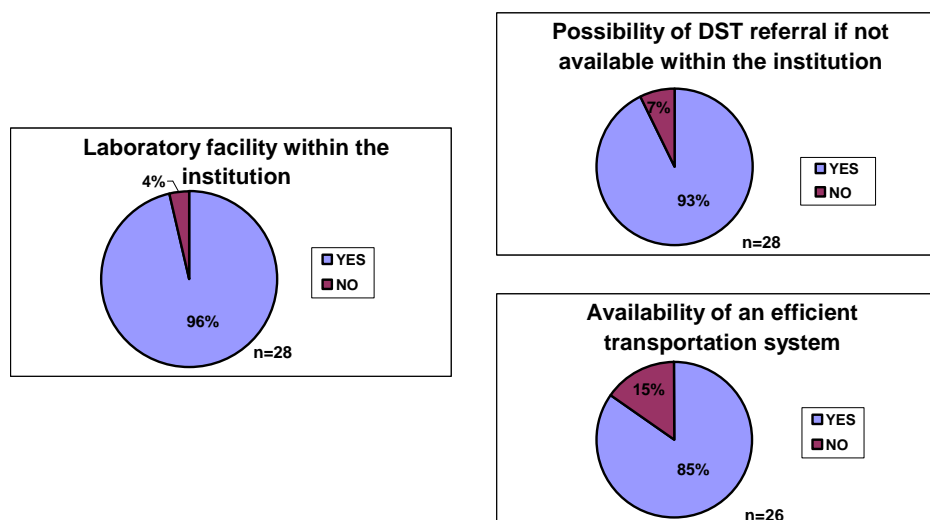 Laboratory facility within the
institution
4%
96%
YES
NO
n=28
Possibility of DST referral if not
available within the institution
7%
93%
YES
NO
n=28
Availability of an efficient
transportation system
15%
85%
YES
NO
n=26